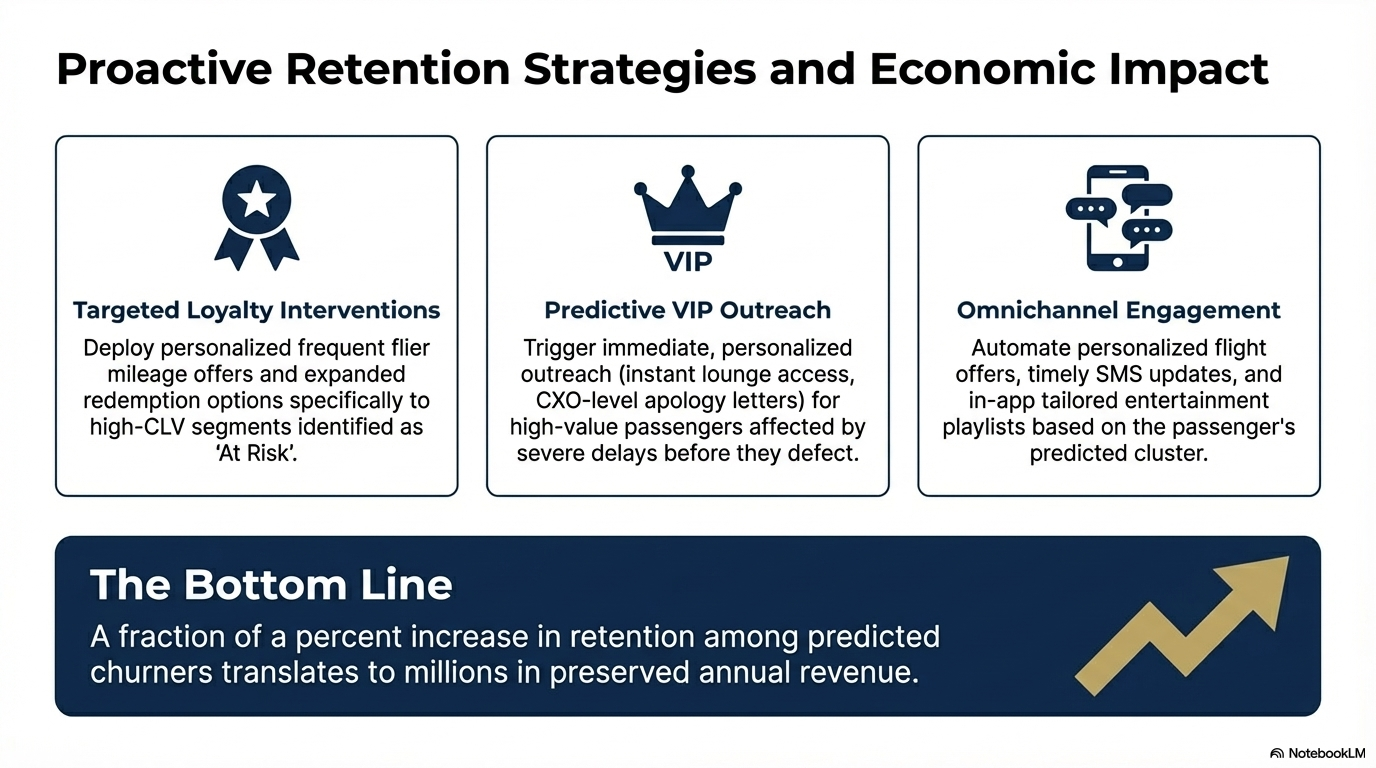 Proactive Retention Strategies and Economic Impact
Targeted Loyalty Interventions
Deploy personalized frequent flier
mileage offers and expanded
redemption options specifically to
high-CLV segments identified as
‘At Risk’.
VIP
Predictive VIP Outreach
Trigger immediate, personalized
outreach (instant lounge access,
CXO-level apology letters) for
high-value passengers affected by
severe delays before they defect.
Omnichannel Engagement
Automate personalized flight
offers, timely SMS updates, and
in-app tailored entertainment
playlists based on the passenger's
predicted cluster.
The Bottom Line
A fraction of a percent increase in retention among predicted
churners translates to millions in preserved annual revenue.
NotebookLM